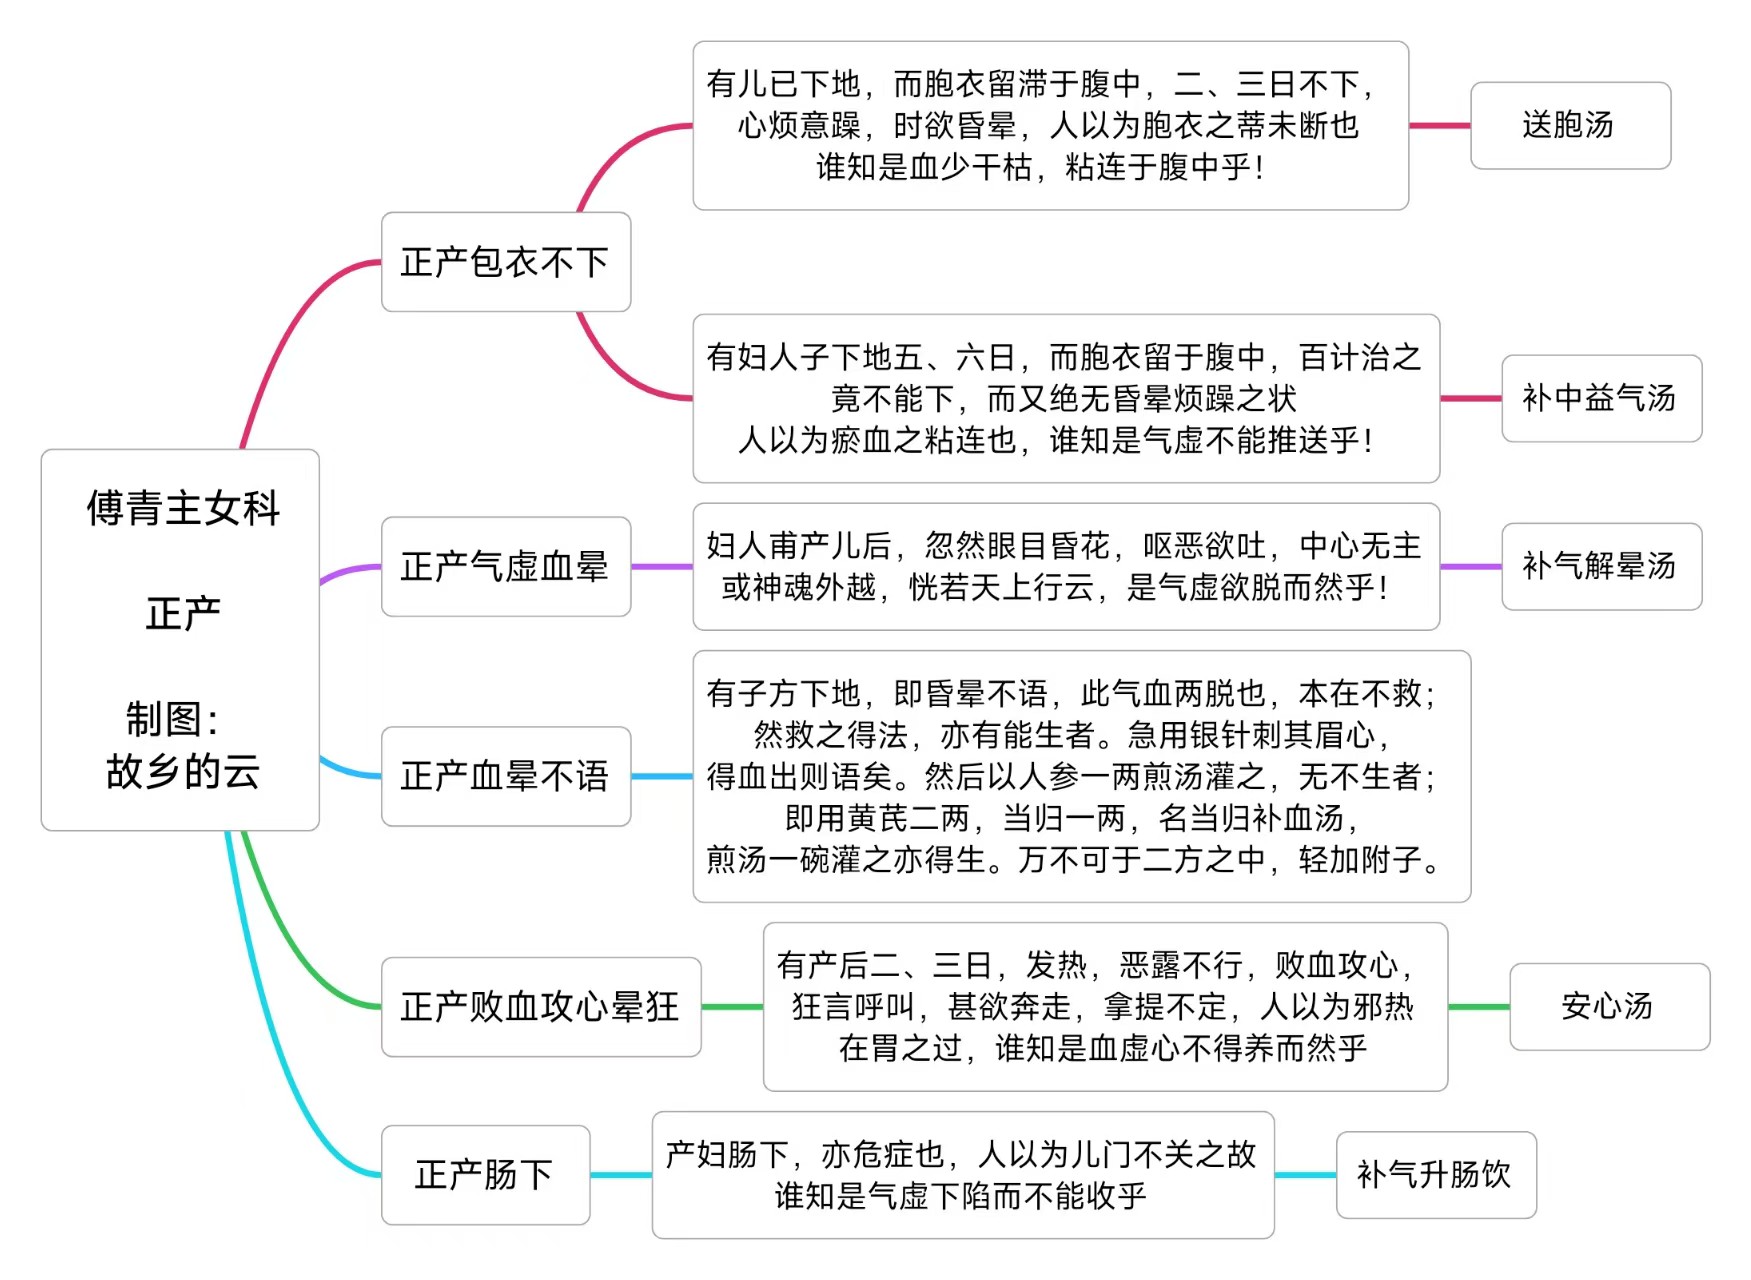 傅青主女科
正产
制图：
故乡的云
正产包衣不下
有儿已下地，而胞衣留滞于腹中，二、三日不下，
心烦意躁，时欲昏晕，人以为胞衣之蒂未断也
谁知是血少干枯，粘连于腹中乎！
送胞汤
有妇人子下地五、六日，而胞衣留于腹中，百计治之
竟不能下，而又绝无昏晕烦躁之状
人以为瘀血之粘连也，谁知是气虚不能推送乎！
补中益气汤
正产气虚血晕
妇人甫产儿后，忽然眼目昏花，呕恶欲吐，中心无主
或神魂外越，恍若天上行云，是气虚欲脱而然乎！
补气解晕汤
正产血晕不语
有子方下地，即昏晕不语，此气血两脱也，本在不救；
然救之得法，亦有能生者。急用银针刺其眉心，
得血出则语矣。然后以人参一两煎汤灌之，无不生者；
即用黄芪二两，当归一两，名当归补血汤，
煎汤一碗灌之亦得生。万不可于二方之中，轻加附子。
正产败血攻心晕狂
有产后二、三日，发热，恶露不行，败血攻心，
狂言呼叫，甚欲奔走，拿提不定，人以为邪热
在胃之过，谁知是血虚心不得养而然乎
安心汤
正产肠下
产妇肠下，亦危症也，人以为儿门不关之故
谁知是气虚下陷而不能收乎
补气升肠饮